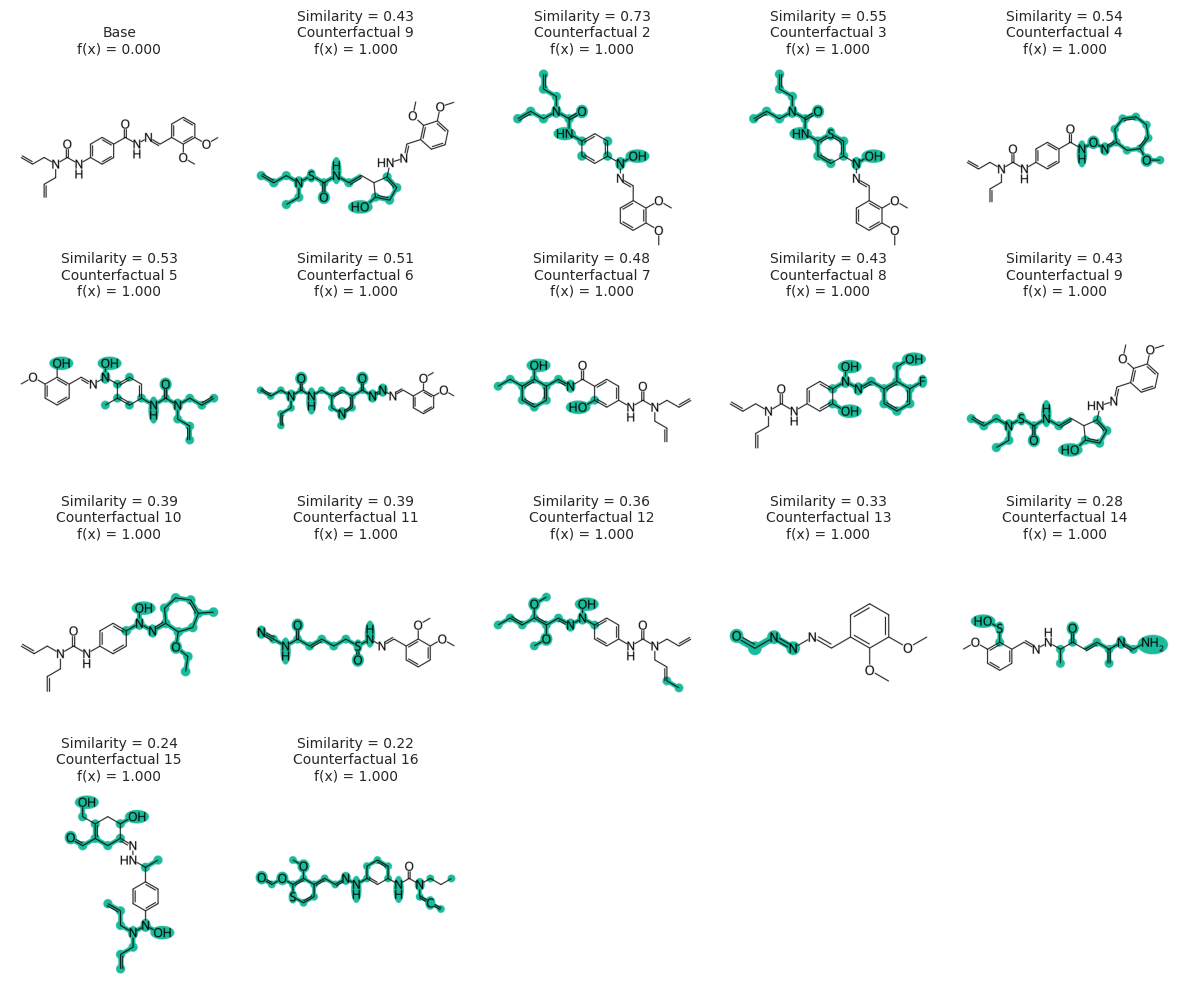 Base
f(x) = 0.000
Similarity = 0.43
Counterfactual 9
f(x) = 1.000
Similarity = 0.73
Counterfactual 2
f(x) = 1.000
Similarity = 0.55
Counterfactual 3
f(x) = 1.000
Similarity = 0.54
Counterfactual 4
f(x) = 1.000
Similarity = 0.53
Counterfactual 5
f(x) = 1.000
Similarity = 0.51
Counterfactual 6
f(x) = 1.000
Similarity = 0.48
Counterfactual 7
f(x) = 1.000
Similarity = 0.43
Counterfactual 8
f(x) = 1.000
Similarity = 0.43
Counterfactual 9
f(x) = 1.000
Similarity = 0.39
Counterfactual 10
f(x) = 1.000
Similarity = 0.39
Counterfactual 11
f(x) = 1.000
Similarity = 0.36
Counterfactual 12
f(x) = 1.000
Similarity = 0.33
Counterfactual 13
f(x) = 1.000
Similarity = 0.28
Counterfactual 14
f(x) = 1.000
Similarity = 0.24
Counterfactual 15
f(x) = 1.000
Similarity = 0.22
Counterfactual 16
f(x) = 1.000